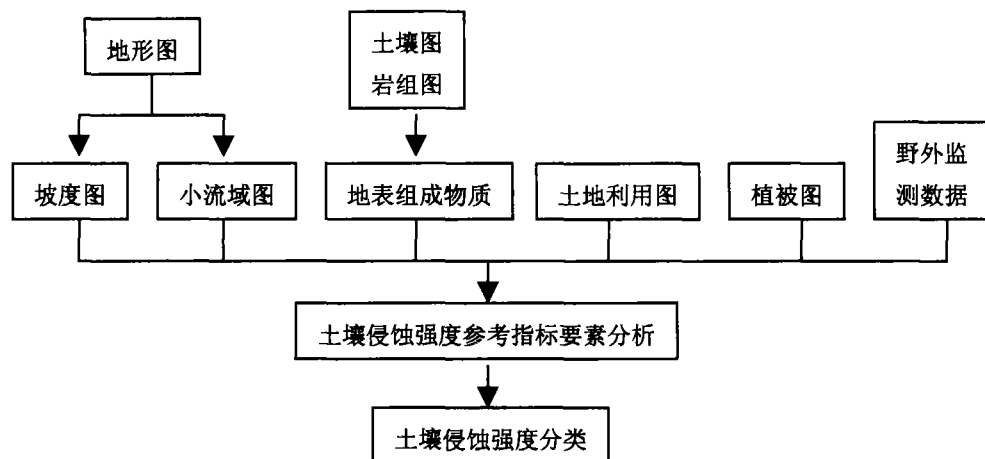 地形图
土壤图
岩组图
坡度图
小流域图
地表组成物质
土地利用图
植被图
野外监
测数据
土壤侵蚀强度参考指标要素分析
土壤侵蚀强度分类